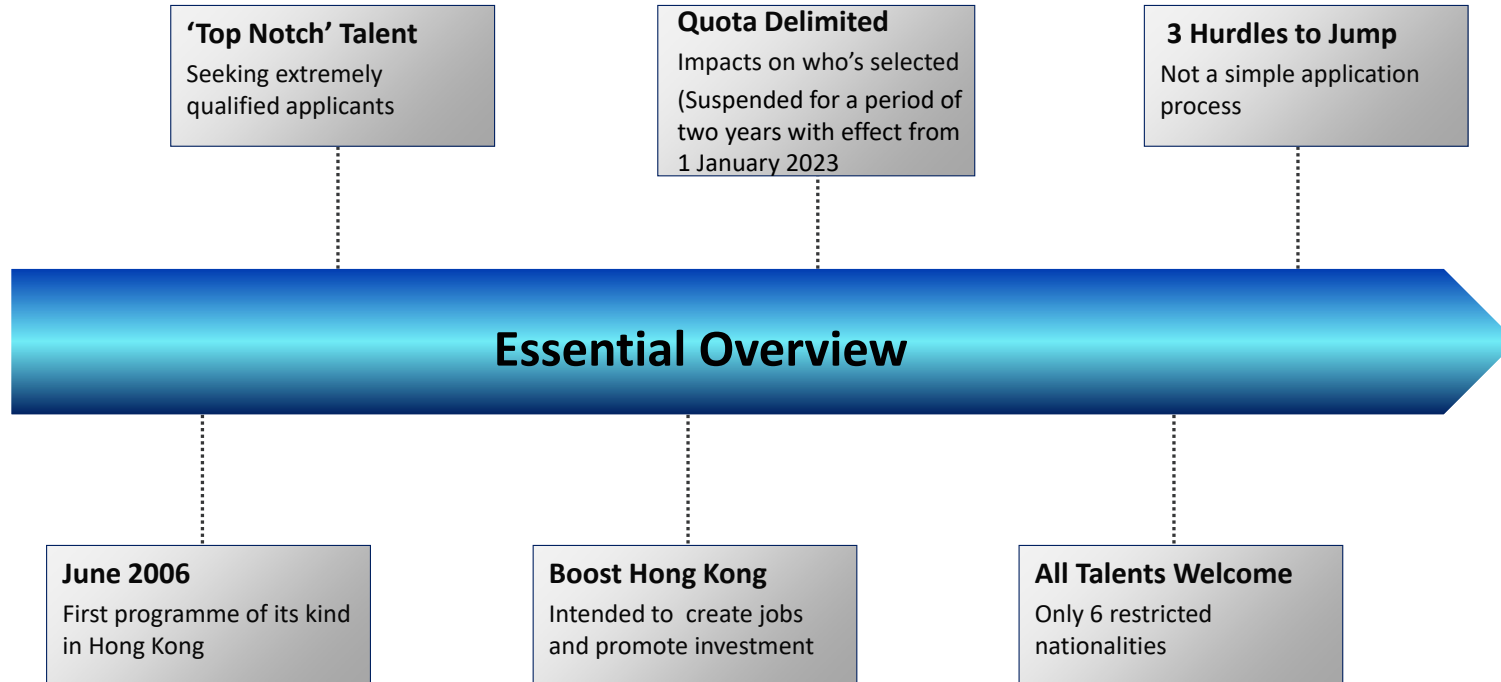 ‘Top Notch’ Talent
Seeking extremely
qualified applicants
Quota Delimited
Impacts on who’s selected
(Suspended for a period of
two years with effect from
1 January 2023
3 Hurdles to Jump
Not a simple application
process
Essential Overview
June 2006
First programme of its kind
in Hong Kong
Boost Hong Kong
Intended to  create jobs
and promote investment
All Talents Welcome
Only 6 restricted
nationalities